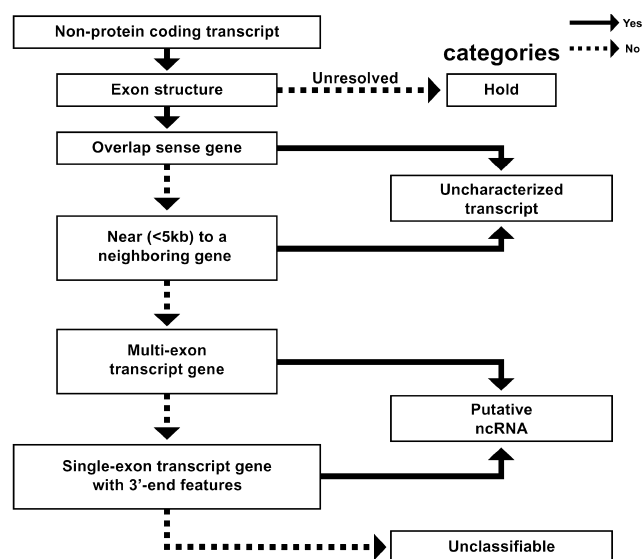 Non-protein coding transcript
Yes
No
categories
Exon structure
Unresolved
Hold
Overlap sense gene
Uncharacterized
transcript
Near (<5kb) to a
neighboring gene
Multi-exon
transcript gene
Putative
ncRNA
Single-exon transcript gene
with 3’-end features
Unclassifiable